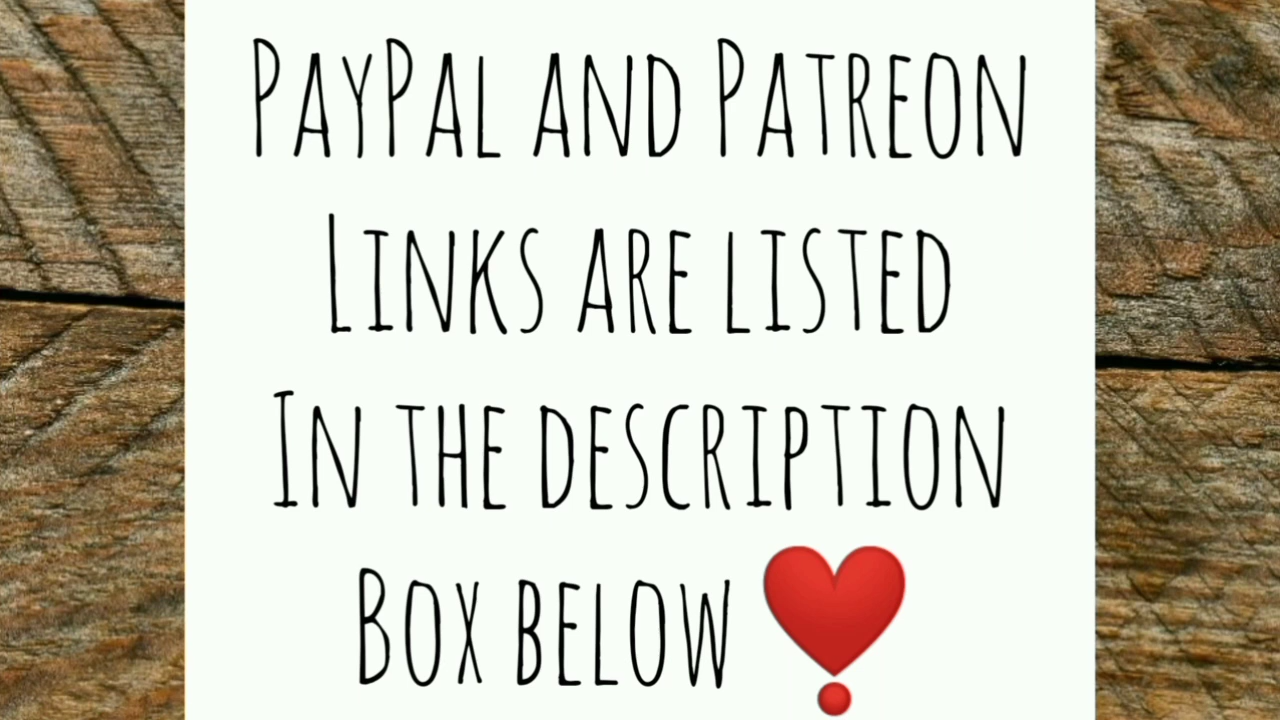 PayPal and Patreon
Links are listed
In the description
Box below ❣